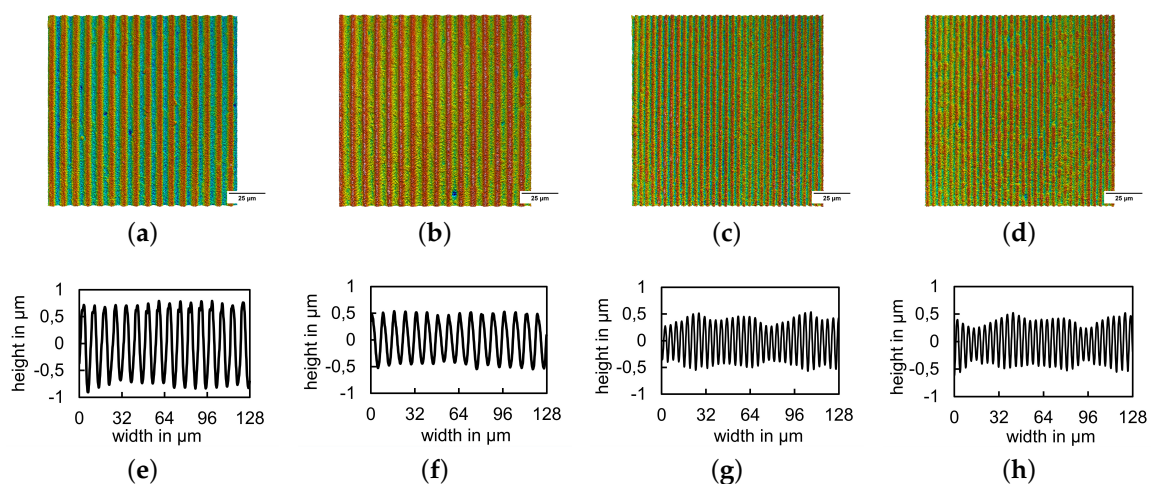 25 µm
25 µm
25 µm
25 µm
(a)
(b)
(c)
(d)
height in µm
1
0,5
0
-0,5
-1
0 32 64 96 128
width in µm
(e)
height in µm
1
0,5
0
-0,5
-1
0 32 64 96 128
width in µm
(f)
height in µm
1
0,5
0
-0,5
-1
0 32 64 96 128
width in µm
(g)
height in µm
1
0,5
0
-0,5
-1
0 32 64 96 128
width in µm
(h)